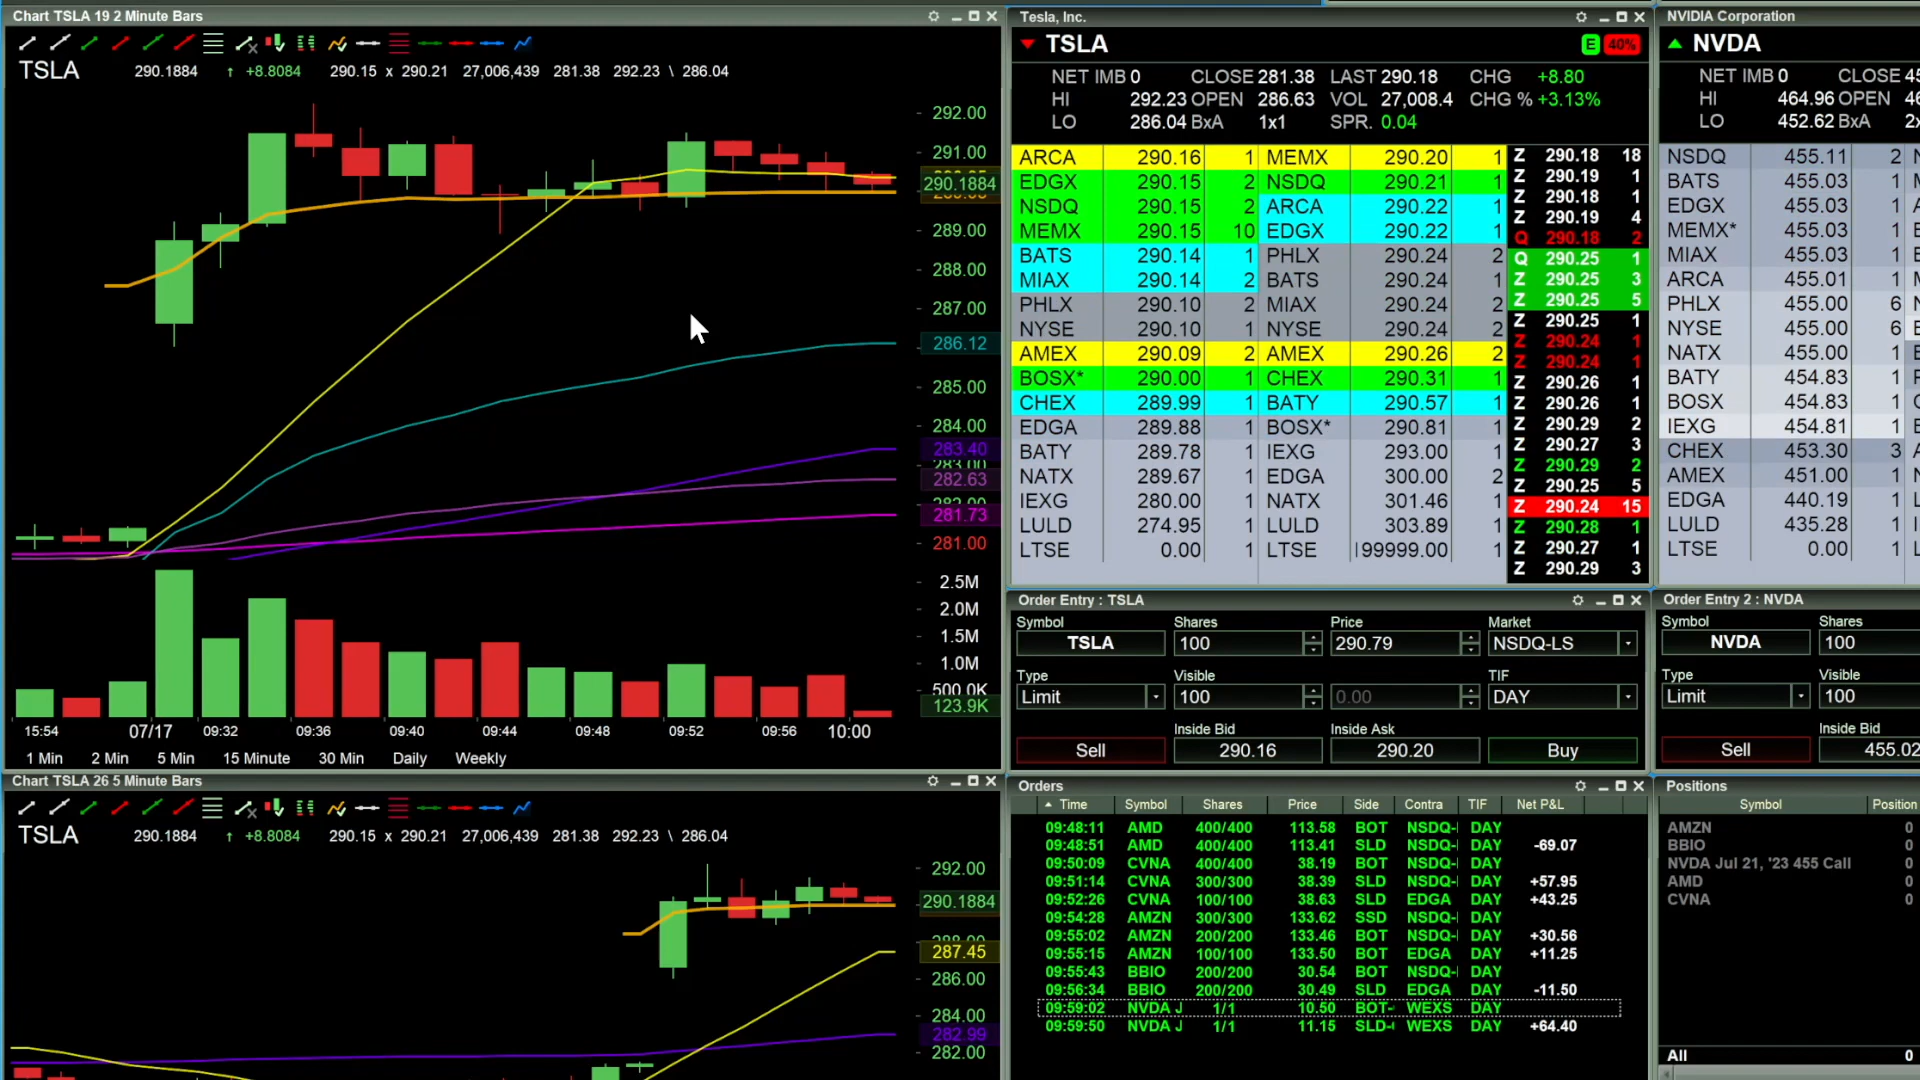 Chart TSLA 19 2 Minute Bars
TSLA 290.1884 ↑ +8.8084 290.15 x 290.21 27,006,439 281.38 292.23 \ 286.04
292.00
291.00
290.1884
289.00
288.00
287.00
286.12
285.00
284.00
283.40
283.00
282.63
282.00
281.73
281.00
2.5M
2.0M
1.5M
1.0M
500.0K
123.9K
15:54 07/17 09:32 09:36 09:40 09:44 09:48 09:52 09:56 10:00
1 Min 2 Min 5 Min 15 Minute 30 Min Daily Weekly
Chart TSLA 26 5 Minute Bars
TSLA 290.1884 ↑ +8.8084 290.15 x 290.21 27,006,439 281.38 292.23 \ 286.04
292.00
290.1884
287.45
286.00
284.00
282.99
282.00
Tesla, Inc.
TSLA E 40%
NET IMB 0 CLOSE 281.38 LAST 290.18 CHG +8.80
HI 292.23 OPEN 286.63 VOL 27,008.4 CHG % +3.13%
LO 286.04 BxA 1x1 SPR. 0.04
ARCA 290.16 1 MEMX 290.20 1
EDGX 290.15 2 NSDQ 290.21 1
NSDQ 290.15 2 ARCA 290.22 1
MEMX 290.15 10 EDGX 290.22 1
BATS 290.14 1 PHLX 290.24 2
MIAX 290.14 2 BATS 290.24 1
PHLX 290.10 2 MIAX 290.24 2
NYSE 290.10 1 NYSE 290.24 2
AMEX 290.09 2 AMEX 290.26 2
BOSX* 290.00 1 CHEX 290.31 1
CHEX 289.99 1 BATY 290.57 1
EDGA 289.88 1 BOSX* 290.81 1
BATY 289.78 1 IEXG 293.00 1
NATX 289.67 1 EDGA 300.00 2
IEXG 280.00 1 NATX 301.46 1
LULD 274.95 1 LULD 303.89 1
LTSE 0.00 1 LTSE 99999.00 1
Z 290.18 18
Z 290.19 1
Z 290.18 1
Z 290.19 4
Q 290.18 2
Q 290.25 1
Z 290.25 3
Z 290.25 5
Z 290.25 1
Z 290.24 1
Z 290.24 1
Z 290.26 1
Z 290.26 1
Z 290.29 2
Z 290.27 3
Z 290.29 2
Z 290.25 5
Z 290.24 15
Z 290.28 1
Z 290.27 1
Z 290.29 3
Order Entry : TSLA
Symbol Shares Price Market
TSLA 100 290.79 NSDQ-LS
Type Visible TIF
Limit 100 0.00 DAY
Inside Bid Inside Ask
Sell 290.16 290.20 Buy
Orders
Time Symbol Shares Price Side Contra TIF Net P&L
09:48:11 AMD 400/400 113.58 BOT NSDQ- DAY
09:48:51 AMD 400/400 113.41 SLD NSDQ- DAY -69.07
09:50:09 CVNA 400/400 38.19 BOT NSDQ- DAY
09:51:14 CVNA 300/300 38.39 SLD NSDQ- DAY +57.95
09:52:26 CVNA 100/100 38.63 SLD EDGA DAY +43.25
09:54:28 AMZN 300/300 133.62 SSD NSDQ- DAY
09:55:02 AMZN 200/200 133.46 BOT NSDQ- DAY +30.56
09:55:15 AMZN 100/100 133.50 BOT EDGA DAY +11.25
09:55:43 BBIO 200/200 30.54 BOT NSDQ- DAY
09:56:34 BBIO 200/200 30.49 SLD EDGA DAY -11.50
09:59:02 NVDA J 1/1 10.50 BOT- WEXS DAY
09:59:50 NVDA J 1/1 11.15 SLD- WEXS DAY +64.40
NVIDIA Corporation
NVDA
NET IMB 0 CLOSE 45
HI 464.96 OPEN 46
LO 452.62 BxA 2x
NSDQ 455.11 2
BATS 455.03 1
EDGX 455.03 1
MEMX* 455.03 1
MIAX 455.03 1
ARCA 455.01 1
PHLX 455.00 6
NYSE 455.00 6
NATX 455.00 1
BATY 454.83 1
BOSX 454.83 1
IEXG 454.81 1
CHEX 453.30 3
AMEX 451.00 1
EDGA 440.19 1
LULD 435.28 1
LTSE 0.00 1
Order Entry 2 : NVDA
Symbol Shares
NVDA 100
Type Visible
Limit 100
Inside Bid
Sell 455.02
Positions
Symbol Position
AMZN 0
BBIO 0
NVDA Jul 21, '23 455 Call 0
AMD 0
CVNA 0
All 0